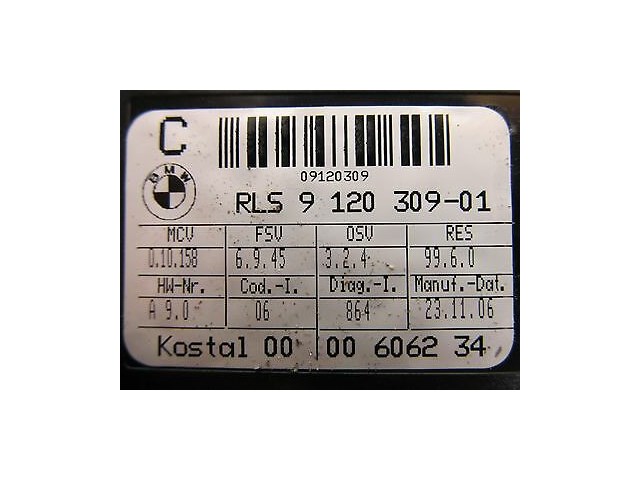 C
09120309
BMW
RLS 9 120 309-01
MCV FSV OSV RES
0.10.158 6.9.45 3.2.4 99.6.0
HW-Nr. Cod.-I. Diag.-I. Manuf.-Dat.
A 9.0 06 864 23.11.06
Kostal 00 00 6062 34